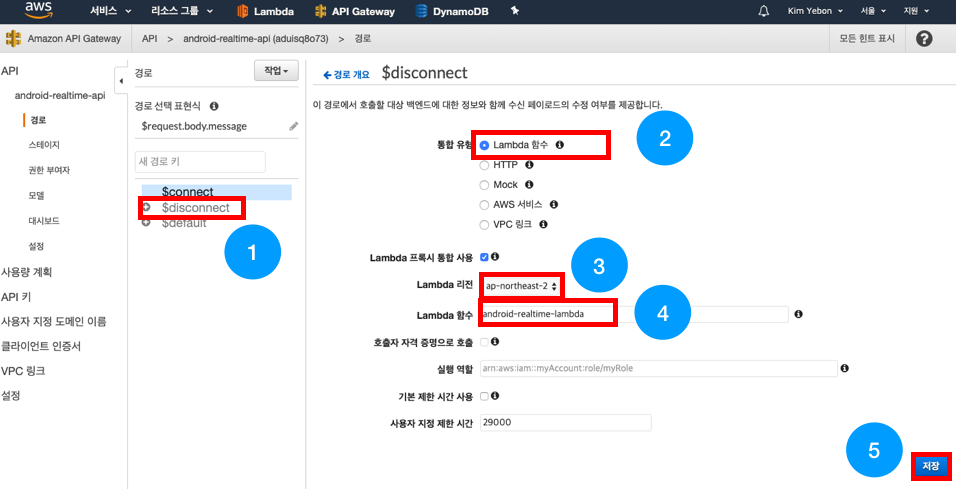 aws 서비스 리소스 그룹 Lambda API Gateway DynamoDB Kim Yebon 서울 지원
Amazon API Gateway API > android-realtime-api (aduisq8o73) > 경로 모든 힌트 표시 ?
API
android-realtime-api
경로
스테이지
권한 부여자
모델
대시보드
설정
사용량 계획
API 키
사용자 지정 도메인 이름
클라이언트 인증서
VPC 링크
설정
경로 작업
경로 선택 표현식
$request.body.message
새 경로 키
$connect
$disconnect
$default
1
경로 개요 $disconnect
이 경로에서 호출할 대상 백엔드에 대한 정보와 함께 수신 페이로드의 수정 여부를 제공합니다.
통합 유형 Lambda 함수
2
HTTP
Mock
AWS 서비스
VPC 링크
Lambda 프록시 통합 사용
3
Lambda 리전 ap-northeast-2
Lambda 함수 android-realtime-lambda
4
호출자 자격 증명으로 호출
실행 역할 arn:aws:iam::myAccount:role/myRole
기본 제한 시간 사용
사용자 지정 제한 시간 29000
5
저장